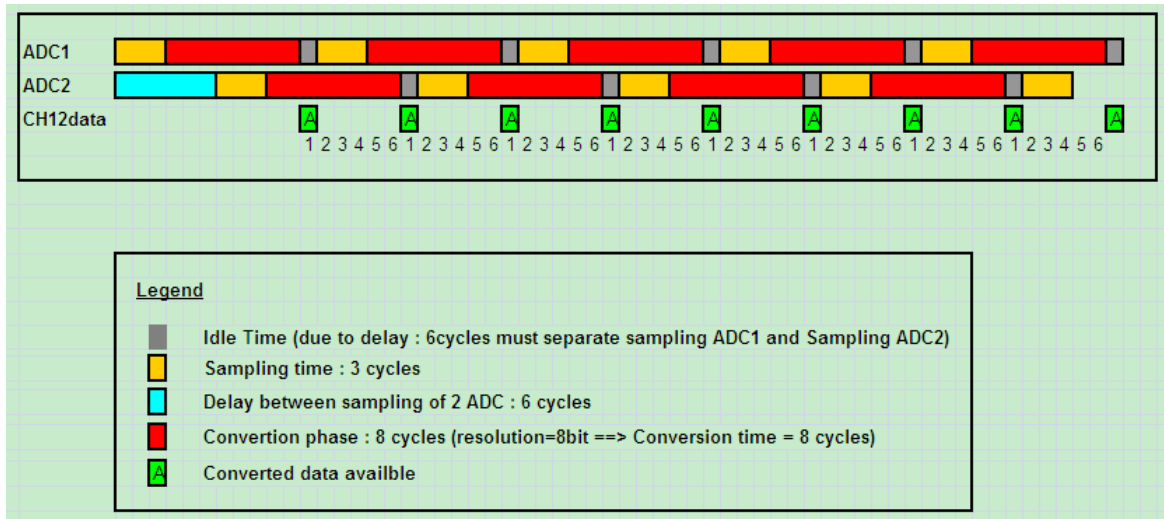 ADC1
ADC2
CH12data A A A A A A A A A
1 2 3 4 5 6 1 2 3 4 5 6 1 2 3 4 5 6 1 2 3 4 5 6 1 2 3 4 5 6 1 2 3 4 5 6 1 2 3 4 5 6 1 2 3 4 5 6
Legend
Idle Time (due to delay : 6cycles must separate sampling ADC1 and Sampling ADC2)
Sampling time : 3 cycles
Delay between sampling of 2 ADC : 6 cycles
Convertion phase : 8 cycles (resolution=8bit ==> Conversion time = 8 cycles)
A Converted data availble